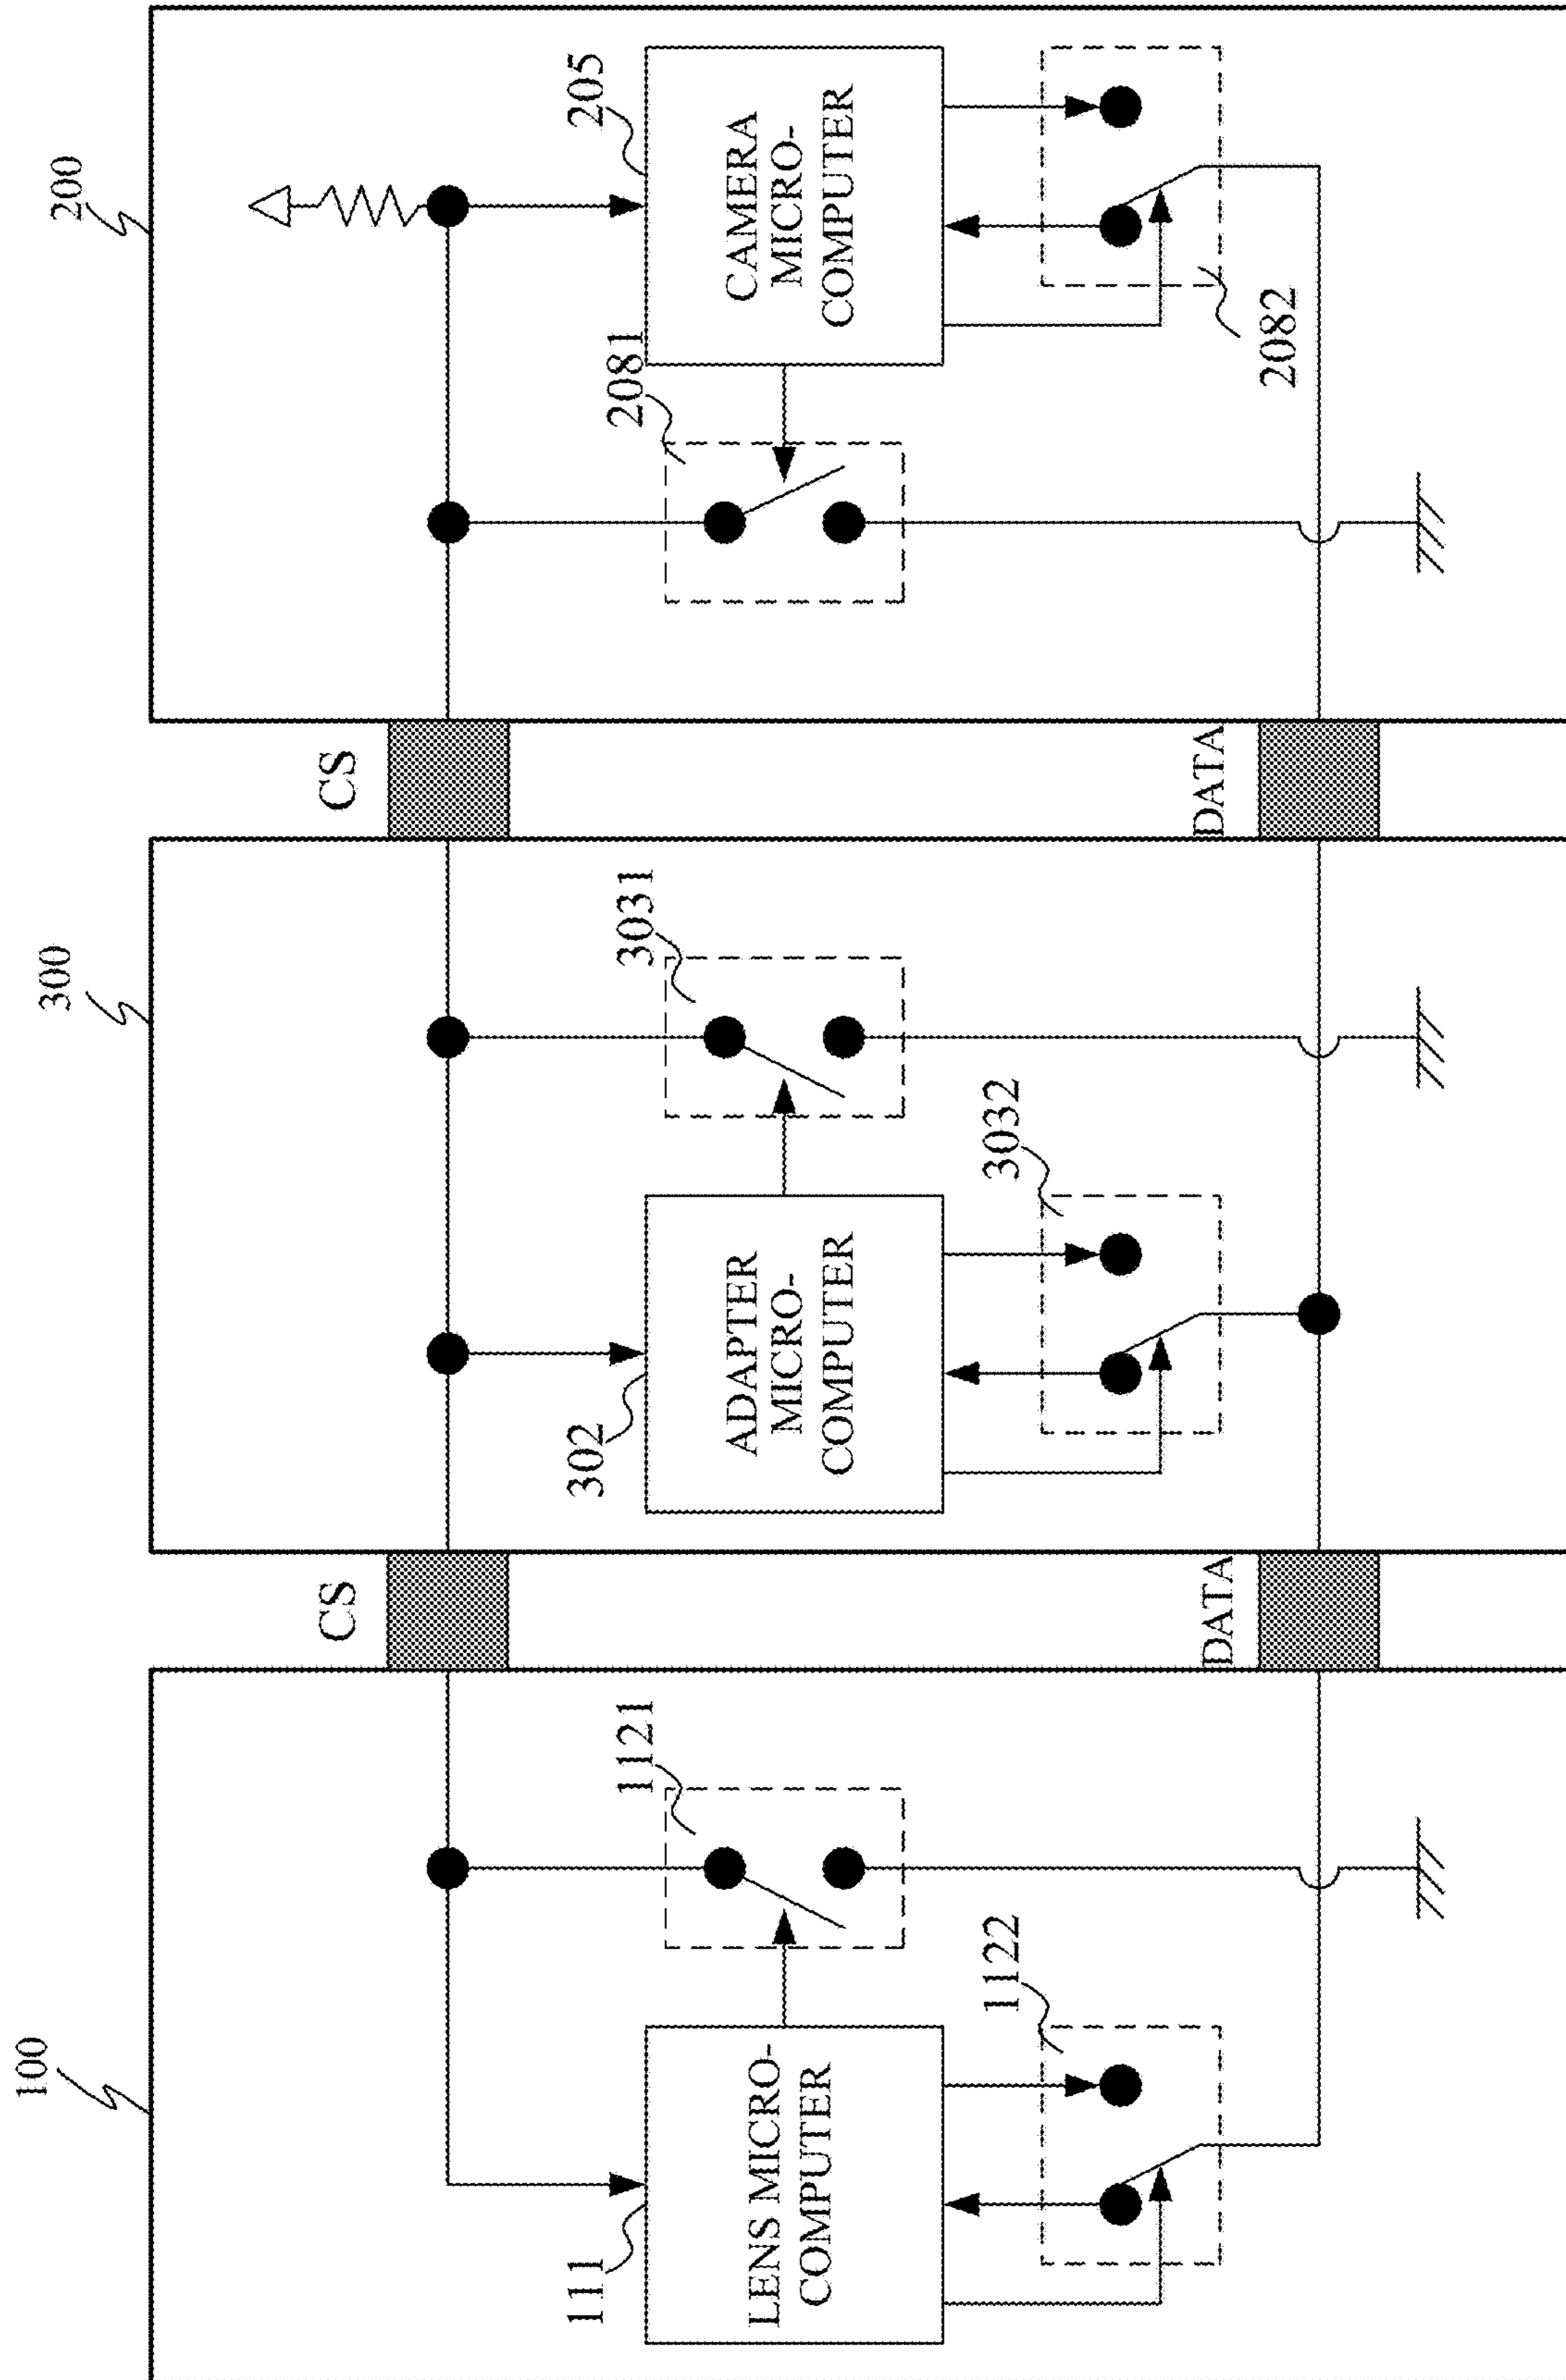 100
300
200
CS
CS
111
LENS MICRO-
COMPUTER
1121
1122
302
ADAPTER
MICRO-
COMPUTER
3031
3032
2081
205
CAMERA
MICRO-
COMPUTER
2082
DATA
DATA